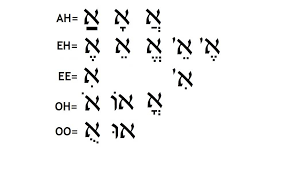 AH= אַ אָ אֲ
EH= אֶ אֵ אֱ אֵי אֶי
EE= אִ אִי
OH= אֹ אוֹ אֳ
OO= אֻ אוּ